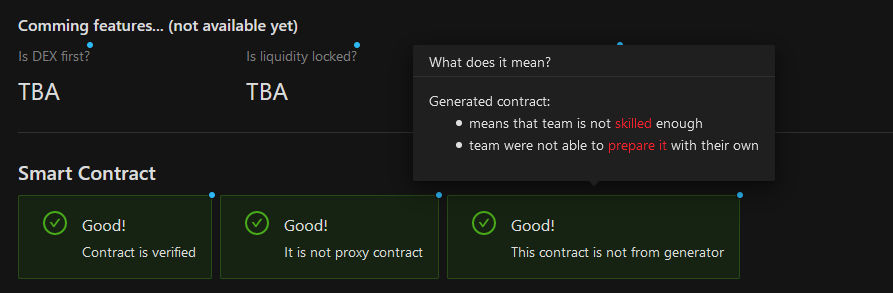 Comming features... (not available yet)
Is DEX first?
Is liquidity locked?
TBA
TBA
What does it mean?
Generated contract:
means that team is not skilled enough
team were not able to prepare it with their own
Smart Contract
Good!
Contract is verified
Good!
It is not proxy contract
Good!
This contract is not from generator